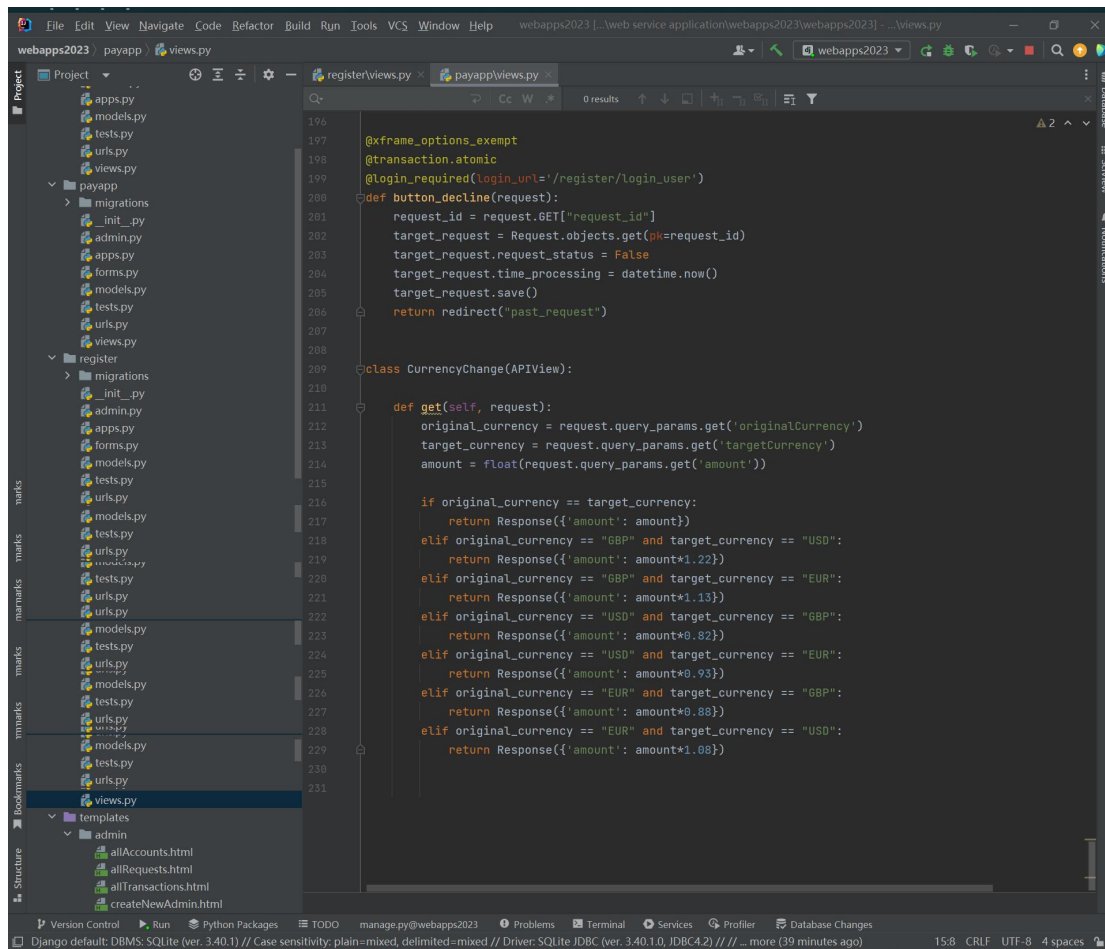 File Edit View Navigate Code Refactor Build Run Tools VCS Window Help webapps2023 [...\web service application\webapps2023\webapps2023] - ...\views.py
webapps2023 payapp views.py webapps2023
Project
Project
register\views.py payapp\views.py
Cc W .* 0 results
apps.py
models.py
tests.py
urls.py
views.py
payapp
migrations
__init__.py
admin.py
apps.py
forms.py
models.py
tests.py
urls.py
views.py
register
migrations
__init__.py
admin.py
apps.py
forms.py
models.py
tests.py
urls.py
models.py
tests.py
urls.py
tests.py
urls.py
urls.py
models.py
tests.py
urls.py
models.py
tests.py
urls.py
models.py
tests.py
urls.py
views.py
templates
admin
allAccounts.html
allRequests.html
allTransactions.html
createNewAdmin.html
Bookmarks
Structure
2
196
197 @xframe_options_exempt
198 @transaction.atomic
199 @login_required(login_url='/register/login_user')
200 def button_decline(request):
201 request_id = request.GET["request_id"]
202 target_request = Request.objects.get(pk=request_id)
203 target_request.request_status = False
204 target_request.time_processing = datetime.now()
205 target_request.save()
206 return redirect("past_request")
207
208
209 class CurrencyChange(APIView):
210
211 def get(self, request):
212 original_currency = request.query_params.get('originalCurrency')
213 target_currency = request.query_params.get('targetCurrency')
214 amount = float(request.query_params.get('amount'))
215
216 if original_currency == target_currency:
217 return Response({'amount': amount})
218 elif original_currency == "GBP" and target_currency == "USD":
219 return Response({'amount': amount*1.22})
220 elif original_currency == "GBP" and target_currency == "EUR":
221 return Response({'amount': amount*1.13})
222 elif original_currency == "USD" and target_currency == "GBP":
223 return Response({'amount': amount*0.82})
224 elif original_currency == "USD" and target_currency == "EUR":
225 return Response({'amount': amount*0.93})
226 elif original_currency == "EUR" and target_currency == "GBP":
227 return Response({'amount': amount*0.88})
228 elif original_currency == "EUR" and target_currency == "USD":
229 return Response({'amount': amount*1.08})
230
231
Version Control Run Python Packages TODO manage.py@webapps2023 Problems Terminal Services Profiler Database Changes
Django default: DBMS: SQLite (ver. 3.40.1) // Case sensitivity: plain=mixed, delimited=mixed // Driver: SQLite JDBC (ver. 3.40.1.0, JDBC4.2) // // ... more (39 minutes ago) 15:8 CRLF UTF-8 4 spaces